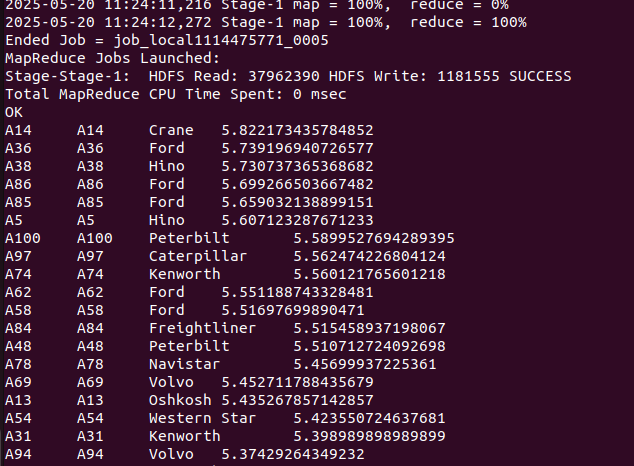 2025-05-20 11:24:11,216 Stage-1 map = 100%,  reduce = 0%
2025-05-20 11:24:12,272 Stage-1 map = 100%,  reduce = 100%
Ended Job = job_local1114475771_0005
MapReduce Jobs Launched:
Stage-Stage-1:  HDFS Read: 37962390 HDFS Write: 1181555 SUCCESS
Total MapReduce CPU Time Spent: 0 msec
OK
A14	A14	Crane	5.822173435784852
A36	A36	Ford	5.739196940726577
A38	A38	Hino	5.730737365368682
A86	A86	Ford	5.699266503667482
A85	A85	Ford	5.659032138899151
A5	A5	Hino	5.607123287671233
A100	A100	Peterbilt	5.5899527694289395
A97	A97	Caterpillar	5.562474226804124
A74	A74	Kenworth	5.560121765601218
A62	A62	Ford	5.551188743328481
A58	A58	Ford	5.51697699890471
A84	A84	Freightliner	5.515458937198067
A48	A48	Peterbilt	5.510712724092698
A78	A78	Navistar	5.45699937225361
A69	A69	Volvo	5.452711788435679
A13	A13	Oshkosh	5.435267857142857
A54	A54	Western Star	5.423550724637681
A31	A31	Kenworth	5.398989898989899
A94	A94	Volvo	5.37429264349232